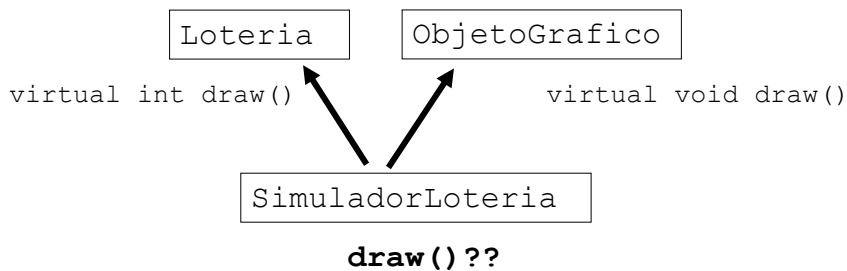 Loteria
ObjetoGrafico
virtual int draw()
virtual void draw()
SimuladorLoteria
draw()??